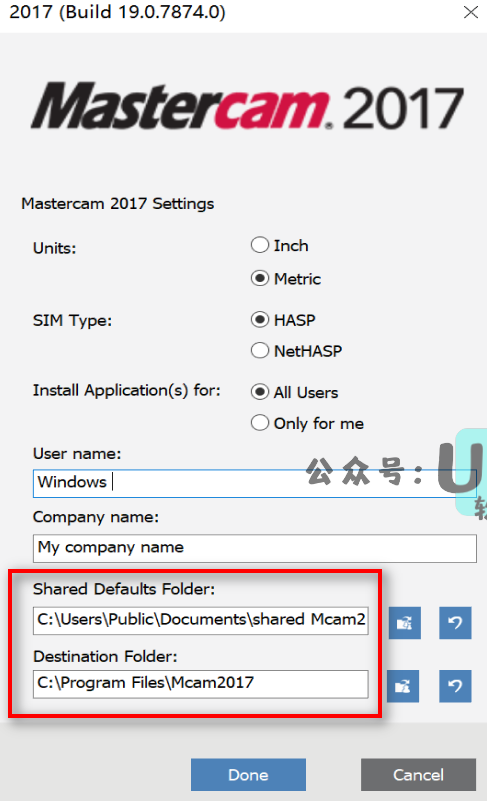 2017 (Build 19.0.7874.0)
Mastercam. 2017
Mastercam 2017 Settings
Units:
Inch
Metric
SIM Type:
HASP
NetHASP
Install Application(s) for:
All Users
Only for me
User name:
公众号：U
Windows
软
Company name:
My company name
Shared Defaults Folder:
C:\Users\Public\Documents\shared Mcam2
Destination Folder:
C:\Program Files\Mcam2017
Done
Cancel